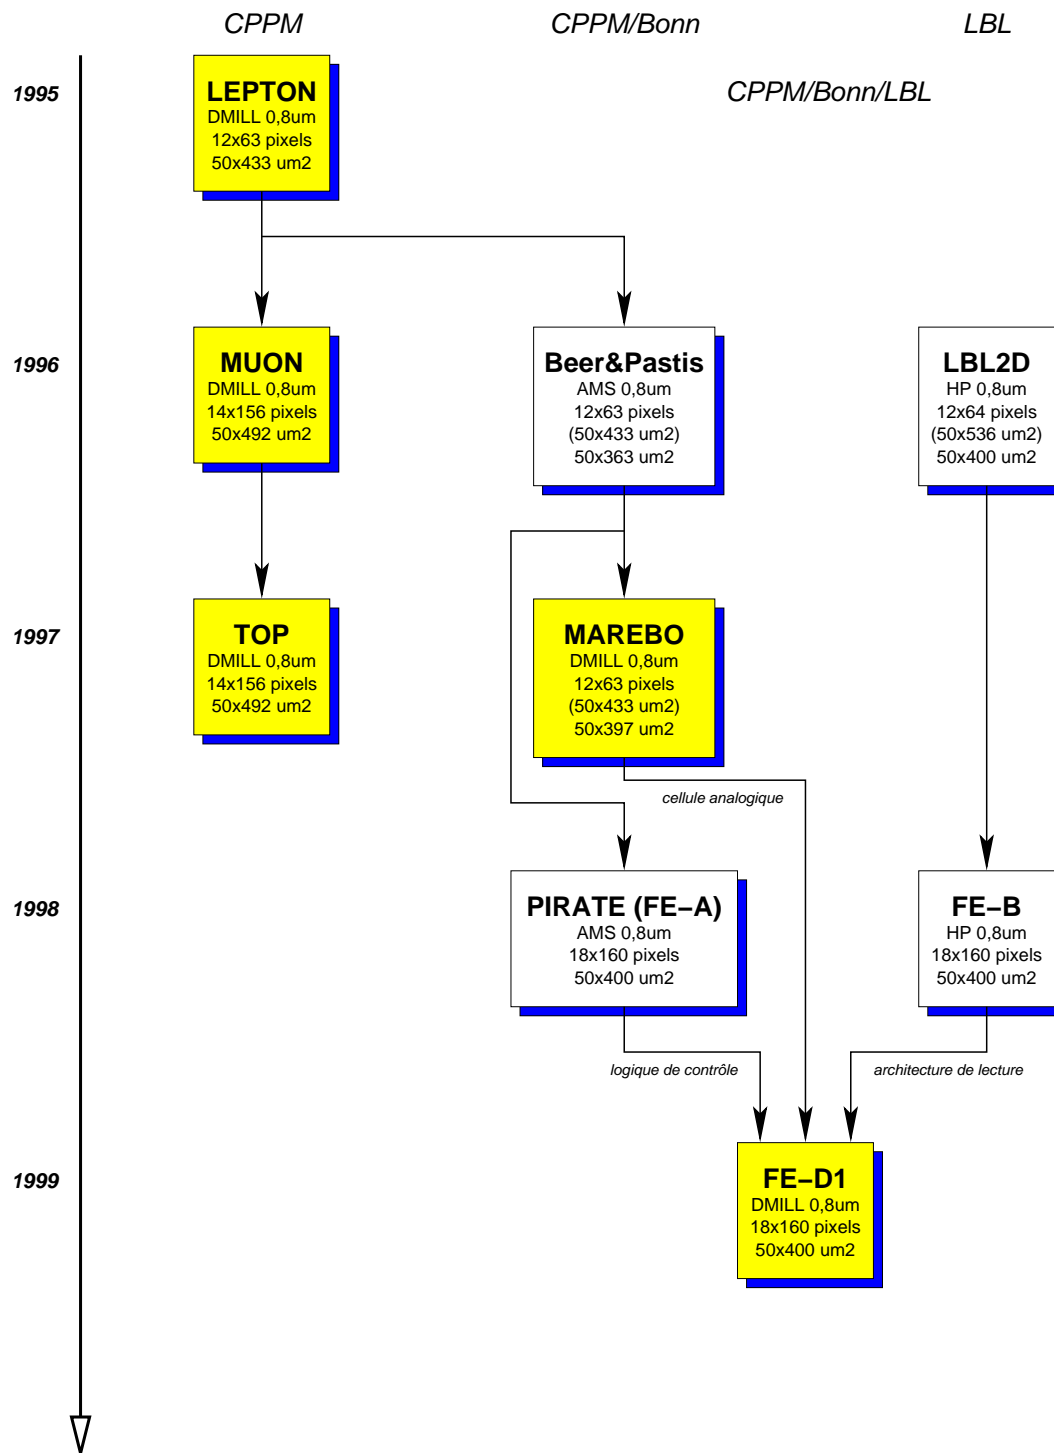 CPPM
CPPM/Bonn
LBL
1995
CPPM/Bonn/LBL
LEPTON
DMILL 0,8um
12x63 pixels
50x433 um2
1996
MUON
DMILL 0,8um
14x156 pixels
50x492 um2
Beer&Pastis
AMS 0,8um
12x63 pixels
(50x433 um2)
50x363 um2
LBL2D
HP 0,8um
12x64 pixels
(50x536 um2)
50x400 um2
1997
TOP
DMILL 0,8um
14x156 pixels
50x492 um2
MAREBO
DMILL 0,8um
12x63 pixels
(50x433 um2)
50x397 um2
cellule analogique
1998
PIRATE (FE−A)
AMS 0,8um
18x160 pixels
50x400 um2
FE−B
HP 0,8um
18x160 pixels
50x400 um2
logique de contrôle
architecture de lecture
1999
FE−D1
DMILL 0,8um
18x160 pixels
50x400 um2